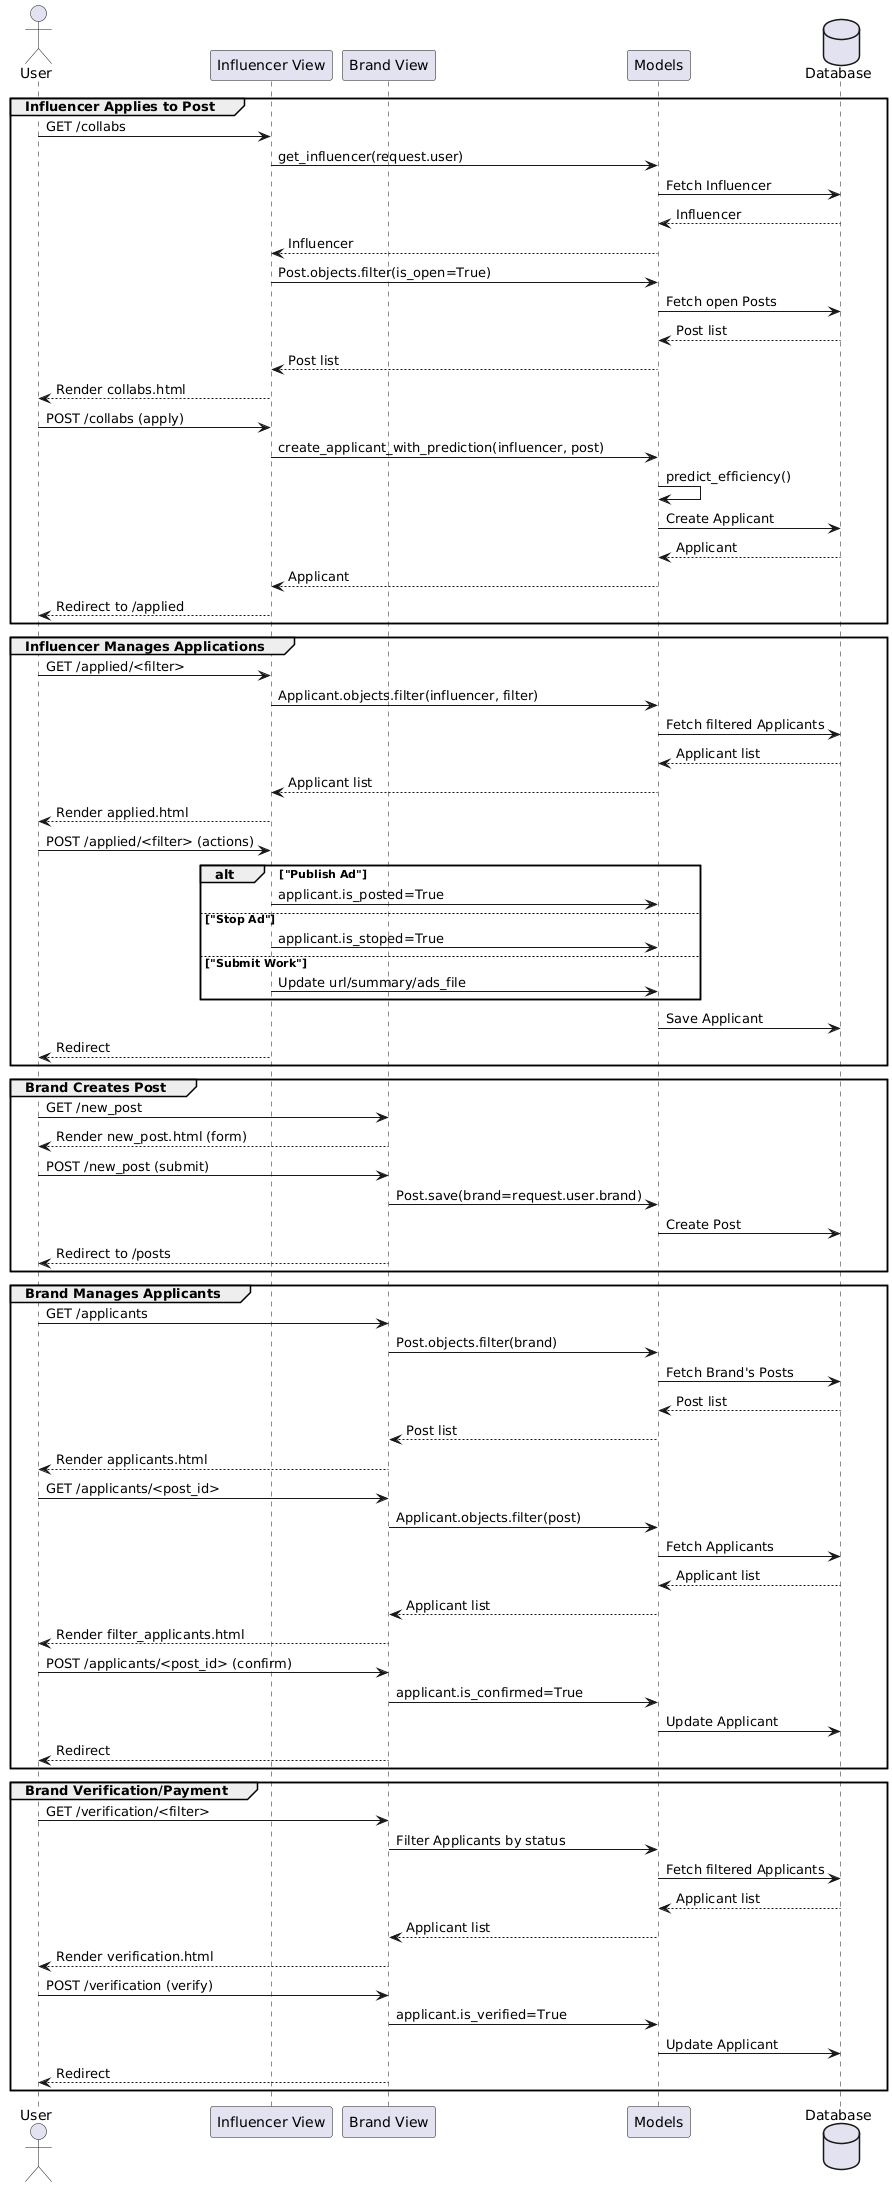 User
Influencer View
Brand View
Models
Database
Influencer Applies to Post
GET /collabs
get_influencer(request.user)
Fetch Influencer
Influencer
Influencer
Post.objects.filter(is_open=True)
Fetch open Posts
Post list
Post list
Render collabs.html
POST /collabs (apply)
create_applicant_with_prediction(influencer, post)
predict_efficiency()
Create Applicant
Applicant
Applicant
Redirect to /applied
Influencer Manages Applications
GET /applied/<filter>
Applicant.objects.filter(influencer, filter)
Fetch filtered Applicants
Applicant list
Applicant list
Render applied.html
POST /applied/<filter> (actions)
alt
["Publish Ad"]
applicant.is_posted=True
["Stop Ad"]
applicant.is_stoped=True
["Submit Work"]
Update url/summary/ads_file
Save Applicant
Redirect
Brand Creates Post
GET /new_post
Render new_post.html (form)
POST /new_post (submit)
Post.save(brand=request.user.brand)
Create Post
Redirect to /posts
Brand Manages Applicants
GET /applicants
Post.objects.filter(brand)
Fetch Brand's Posts
Post list
Post list
Render applicants.html
GET /applicants/<post_id>
Applicant.objects.filter(post)
Fetch Applicants
Applicant list
Applicant list
Render filter_applicants.html
POST /applicants/<post_id> (confirm)
applicant.is_confirmed=True
Update Applicant
Redirect
Brand Verification/Payment
GET /verification/<filter>
Filter Applicants by status
Fetch filtered Applicants
Applicant list
Applicant list
Render verification.html
POST /verification (verify)
applicant.is_verified=True
Update Applicant
Redirect
User
Influencer View
Brand View
Models
Database